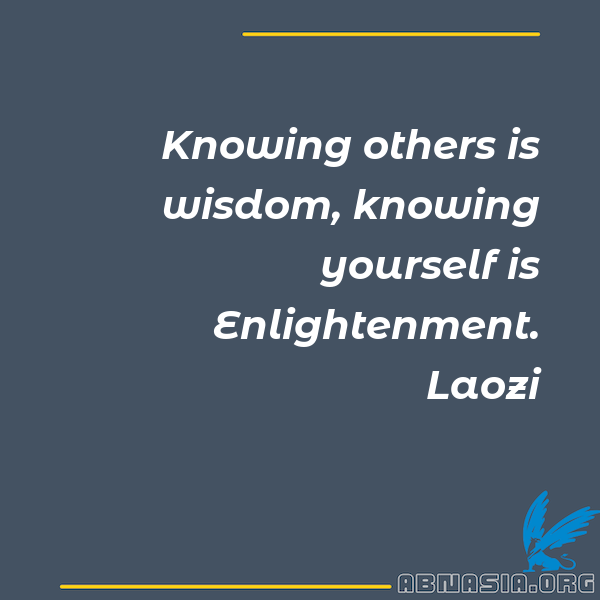 Knowing others is
wisdom, knowing
yourself is
Enlightenment.
Laozi
ABNASIA.ORG